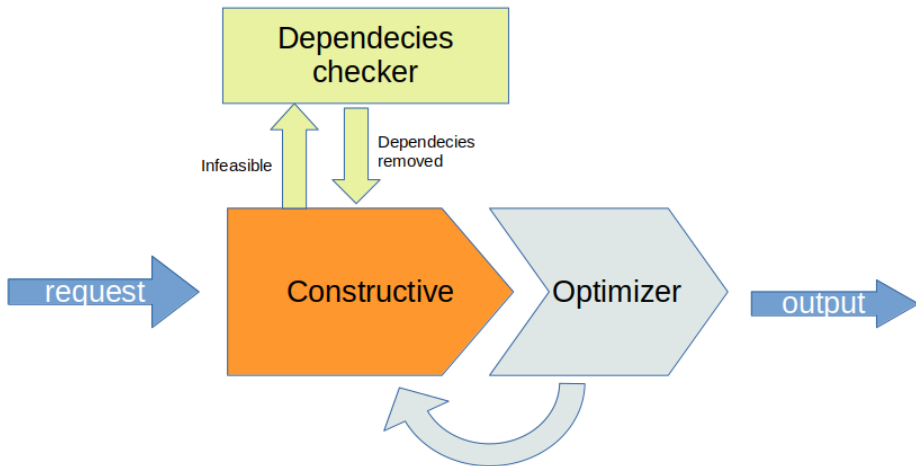 Dependecies
checker
Infeasible
Dependecies
removed
request
Constructive
Optimizer
output